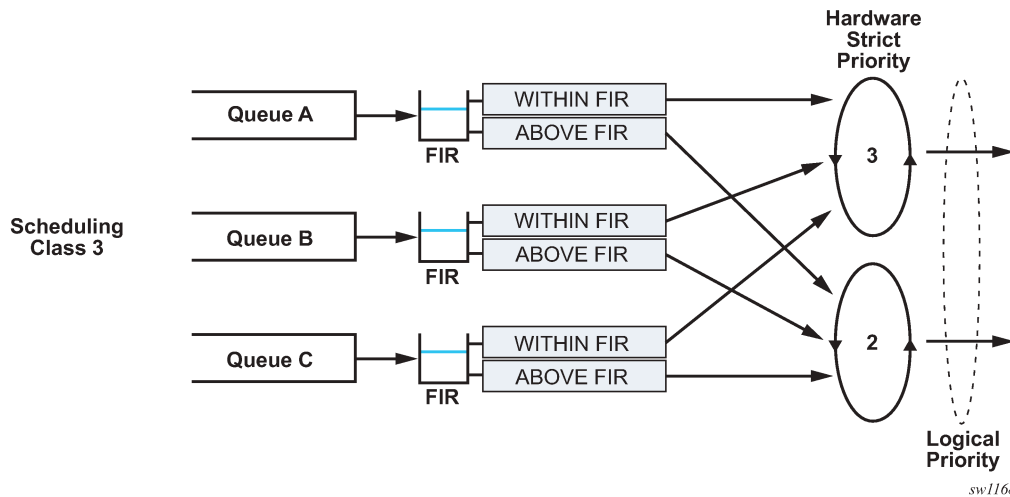 Hardware
Strict
Priority
Queue A
FIR
WITHIN FIR
ABOVE FIR
3
Scheduling
Class 3
Queue B
FIR
WITHIN FIR
ABOVE FIR
Queue C
FIR
WITHIN FIR
ABOVE FIR
2
Logical
Priority